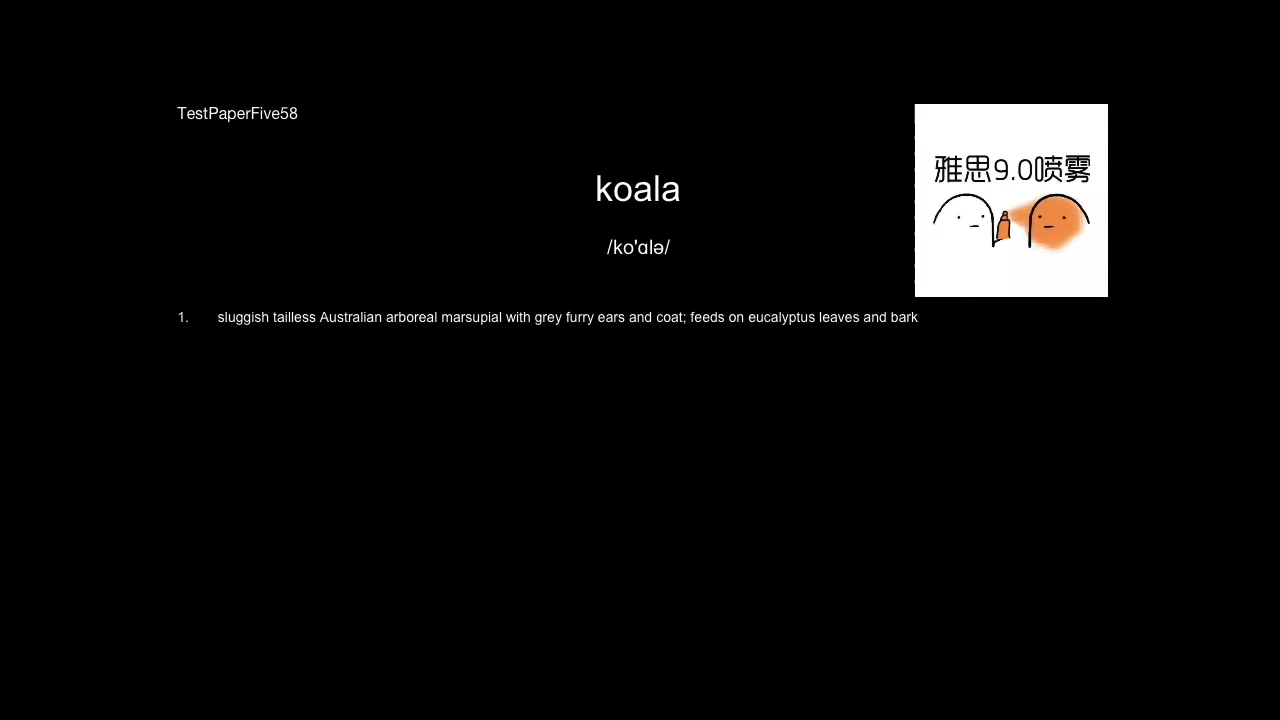 TestPaperFive58
雅思9.0喷雾
koala
/ko'ɑlə/
1. sluggish tailless Australian arboreal marsupial with grey furry ears and coat; feeds on eucalyptus leaves and bark